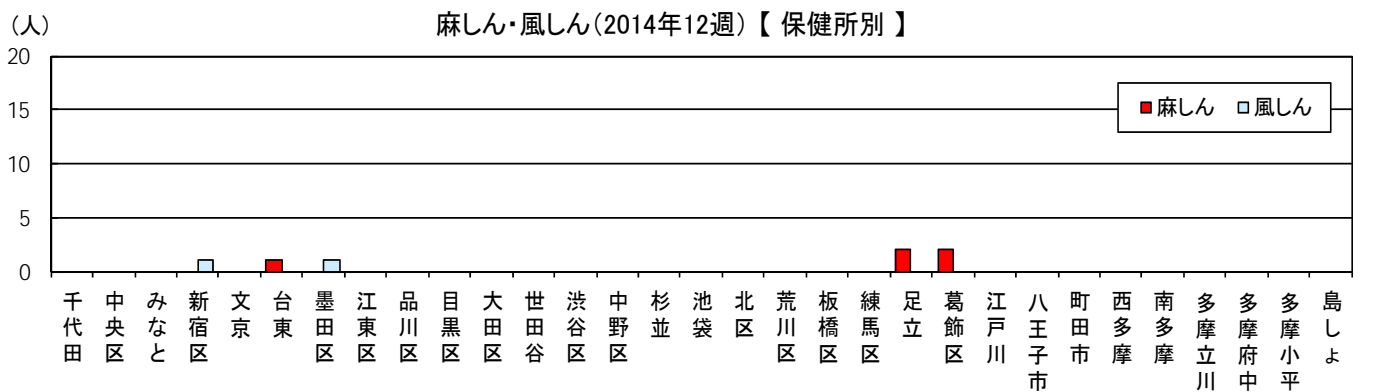 (人)
麻しん・風しん(2014年12週)【 保健所別 】
20
15
10
5
0
麻しん 風しん
千代田
中央区
みなと
新宿区
文京
台東
墨田区
江東区
品川区
目黒区
大田区
世田谷
渋谷区
中野区
杉並
池袋
北区
荒川区
板橋区
練馬区
足立
葛飾区
江戸川
八王子市
町田市
西多摩
南多摩
多摩立川
多摩府中
多摩小平
島しょ